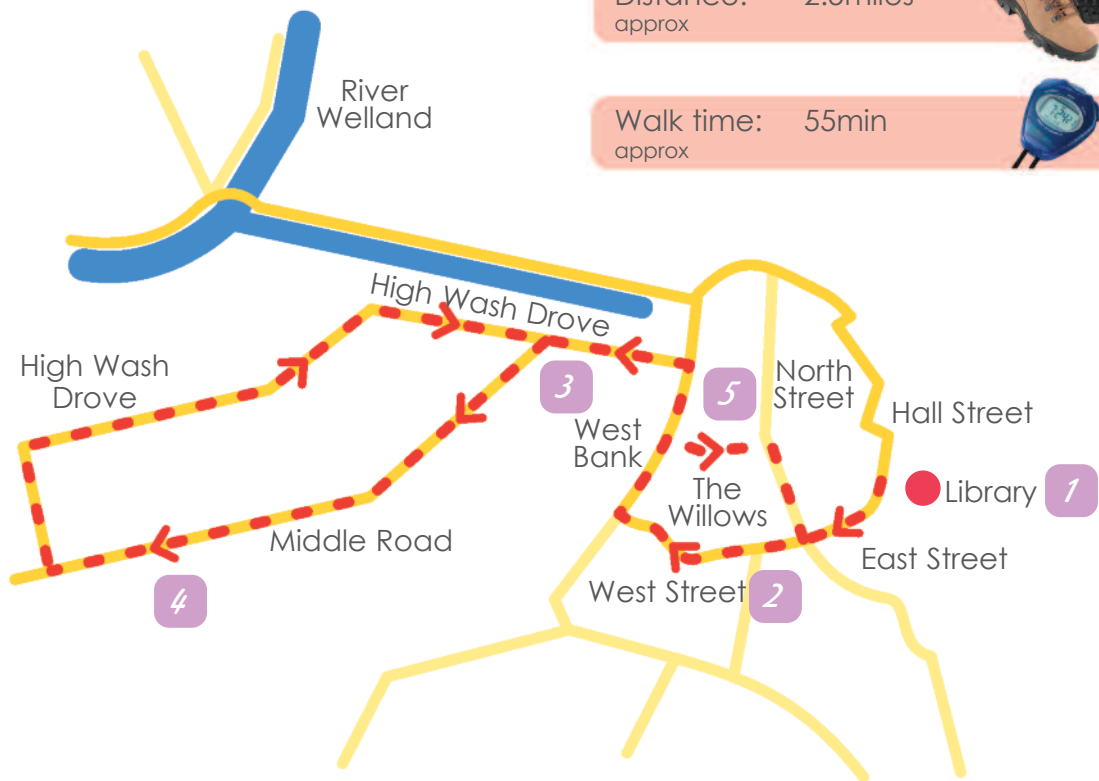 approx
Walk time: 55min
approx
River
Welland
High Wash Drove
High Wash
Drove
3
5
North
Street
Hall Street
West
Bank
The
Willows
Library 1
Middle Road
East Street
West Street 2
4